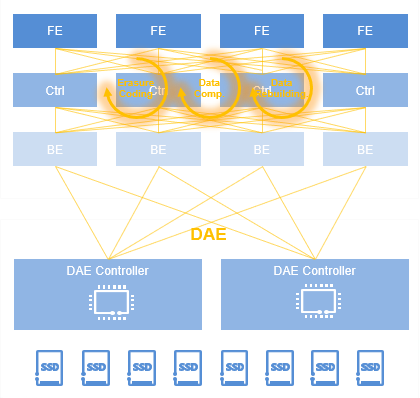 FE FE FE FE
Ctrl Ctrl Ctrl Ctrl
Coding
Data
Comp
Data
BE BE BE BE
DAE
DAE Controller DAE Controller
SSD SSD SSD SSD SSD SSD SSD SSD